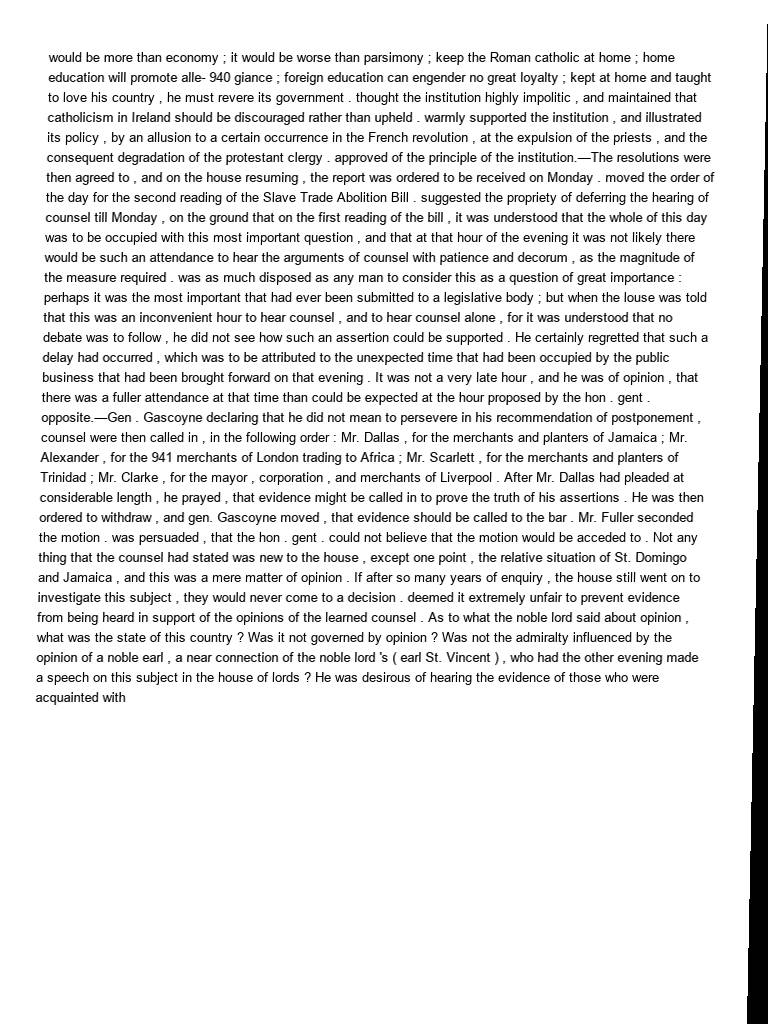 would be more than economy ; it would be worse than parsimony ; keep the Roman catholic at home ; home
education will promote alle- 940 giance ; foreign education can engender no great loyalty ; kept at home and taught
to love his country , he must revere its government . thought the institution highly impolitic , and maintained that
catholicism in Ireland should be discouraged rather than upheld . warmly supported the institution , and illustrated
its policy , by an allusion to a certain occurrence in the French revolution , at the expulsion of the priests , and the
consequent degradation of the protestant clergy . approved of the principle of the institution.—The resolutions were
then agreed to , and on the house resuming , the report was ordered to be received on Monday . moved the order of
the day for the second reading of the Slave Trade Abolition Bill . suggested the propriety of deferring the hearing of
counsel till Monday , on the ground that on the first reading of the bill , it was understood that the whole of this day
was to be occupied with this most important question , and that at that hour of the evening it was not likely there
would be such an attendance to hear the arguments of counsel with patience and decorum , as the magnitude of
the measure required . was as much disposed as any man to consider this as a question of great importance :
perhaps it was the most important that had ever been submitted to a legislative body ; but when the louse was told
that this was an inconvenient hour to hear counsel , and to hear counsel alone , for it was understood that no
debate was to follow , he did not see how such an assertion could be supported . He certainly regretted that such a
delay had occurred , which was to be attributed to the unexpected time that had been occupied by the public
business that had been brought forward on that evening . It was not a very late hour , and he was of opinion , that
there was a fuller attendance at that time than could be expected at the hour proposed by the hon . gent .
opposite.—Gen . Gascoyne declaring that he did not mean to persevere in his recommendation of postponement ,
counsel were then called in , in the following order : Mr. Dallas , for the merchants and planters of Jamaica ; Mr.
Alexander , for the 941 merchants of London trading to Africa ; Mr. Scarlett , for the merchants and planters of
Trinidad ; Mr. Clarke , for the mayor , corporation , and merchants of Liverpool . After Mr. Dallas had pleaded at
considerable length , he prayed , that evidence might be called in to prove the truth of his assertions . He was then
ordered to withdraw , and gen. Gascoyne moved , that evidence should be called to the bar . Mr. Fuller seconded
the motion . was persuaded , that the hon . gent . could not believe that the motion would be acceded to . Not any
thing that the counsel had stated was new to the house , except one point , the relative situation of St. Domingo
and Jamaica , and this was a mere matter of opinion . If after so many years of enquiry , the house still went on to
investigate this subject , they would never come to a decision . deemed it extremely unfair to prevent evidence
from being heard in support of the opinions of the learned counsel . As to what the noble lord said about opinion ,
what was the state of this country ? Was it not governed by opinion ? Was not the admiralty influenced by the
opinion of a noble earl , a near connection of the noble lord 's ( earl St. Vincent ) , who had the other evening made
a speech on this subject in the house of lords ? He was desirous of hearing the evidence of those who were
acquainted with